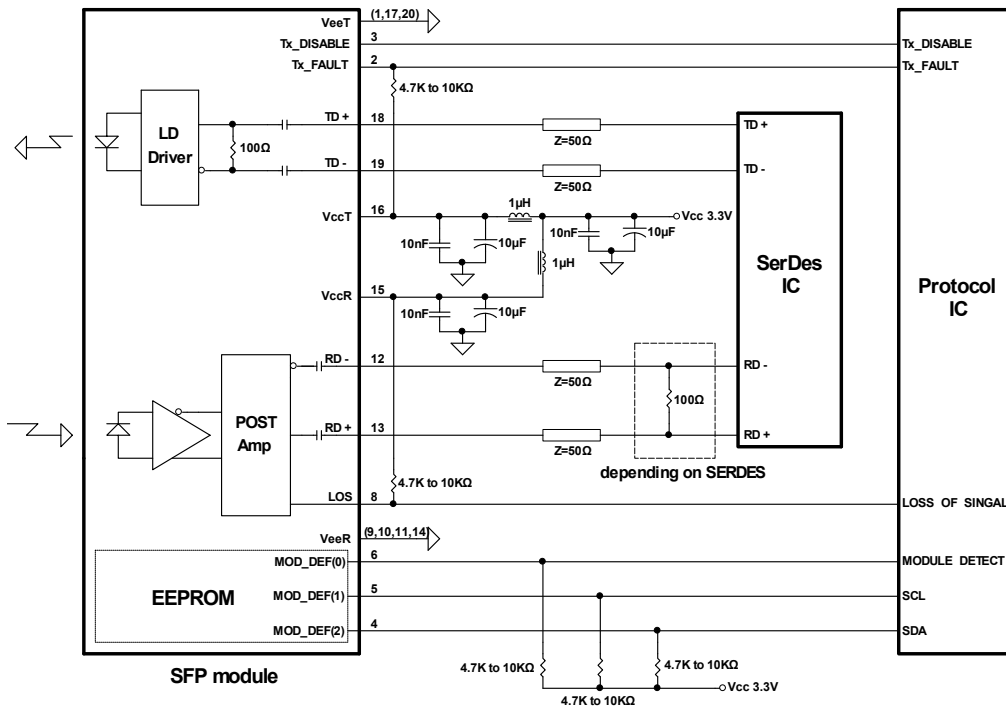 VeeT
(1,17,20)
Tx_DISABLE
3
Tx_DISABLE
Tx_FAULT
2
Tx_FAULT
4.7K to 10KΩ
LD
Driver
100Ω
TD +
18
Z=50Ω
TD +
TD -
19
Z=50Ω
TD -
VccT
16
1µH
Vcc 3.3V
10nF
10µF
10nF
10µF
1µH
SerDes
IC
Protocol
IC
VccR
15
10nF
10µF
RD -
12
Z=50Ω
RD -
100Ω
POST
Amp
RD +
13
Z=50Ω
RD +
depending on SERDES
4.7K to 10KΩ
LOS
8
LOSS OF SINGAL
VeeR
(9,10,11,14)
EEPROM
MOD_DEF(0)
6
MODULE DETECT
MOD_DEF(1)
5
SCL
MOD_DEF(2)
4
SDA
4.7K to 10KΩ
4.7K to 10KΩ
4.7K to 10KΩ
Vcc 3.3V
SFP module